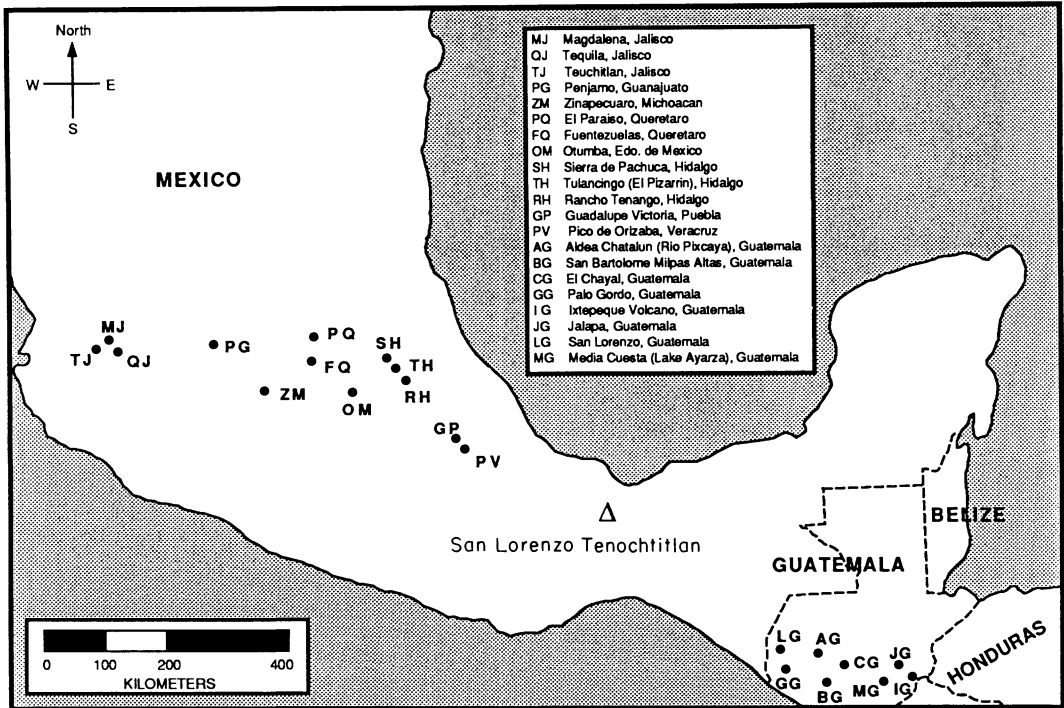 North
W E
S
MEXICO
MJ Magdalena, Jalisco
QJ Tequila, Jalisco
TJ Teuchitlan, Jalisco
PG Penjamo, Guanajuato
ZM Zinapecuaro, Michoacan
PQ El Paraiso, Queretaro
FQ Fuentezuelas, Queretaro
OM Otumba, Edo. de Mexico
SH Sierra de Pachuca, Hidalgo
TH Tulancingo (El Pizarrin), Hidalgo
RH Rancho Tenango, Hidalgo
GP Guadalupe Victoria, Puebla
PV Pico de Orizaba, Veracruz
AG Aldea Chatalun (Rio Pixcaya), Guatemala
BG San Bartolome Milpas Altas, Guatemala
CG El Chayal, Guatemala
GG Palo Gordo, Guatemala
IG Ixtepeque Volcano, Guatemala
JG Jalapa, Guatemala
LG San Lorenzo, Guatemala
MG Media Cuesta (Lake Ayarza), Guatemala
MJ
TJ
QJ
PG
ZM
PQ
FQ
OM
SH
TH
RH
GP
PV
Δ
San Lorenzo Tenochtitlan
BELIZE
GUATEMALA
HONDURAS
LG
AG
CG
JG
GG
BG
MG
IG
0 100 200 400
KILOMETERS